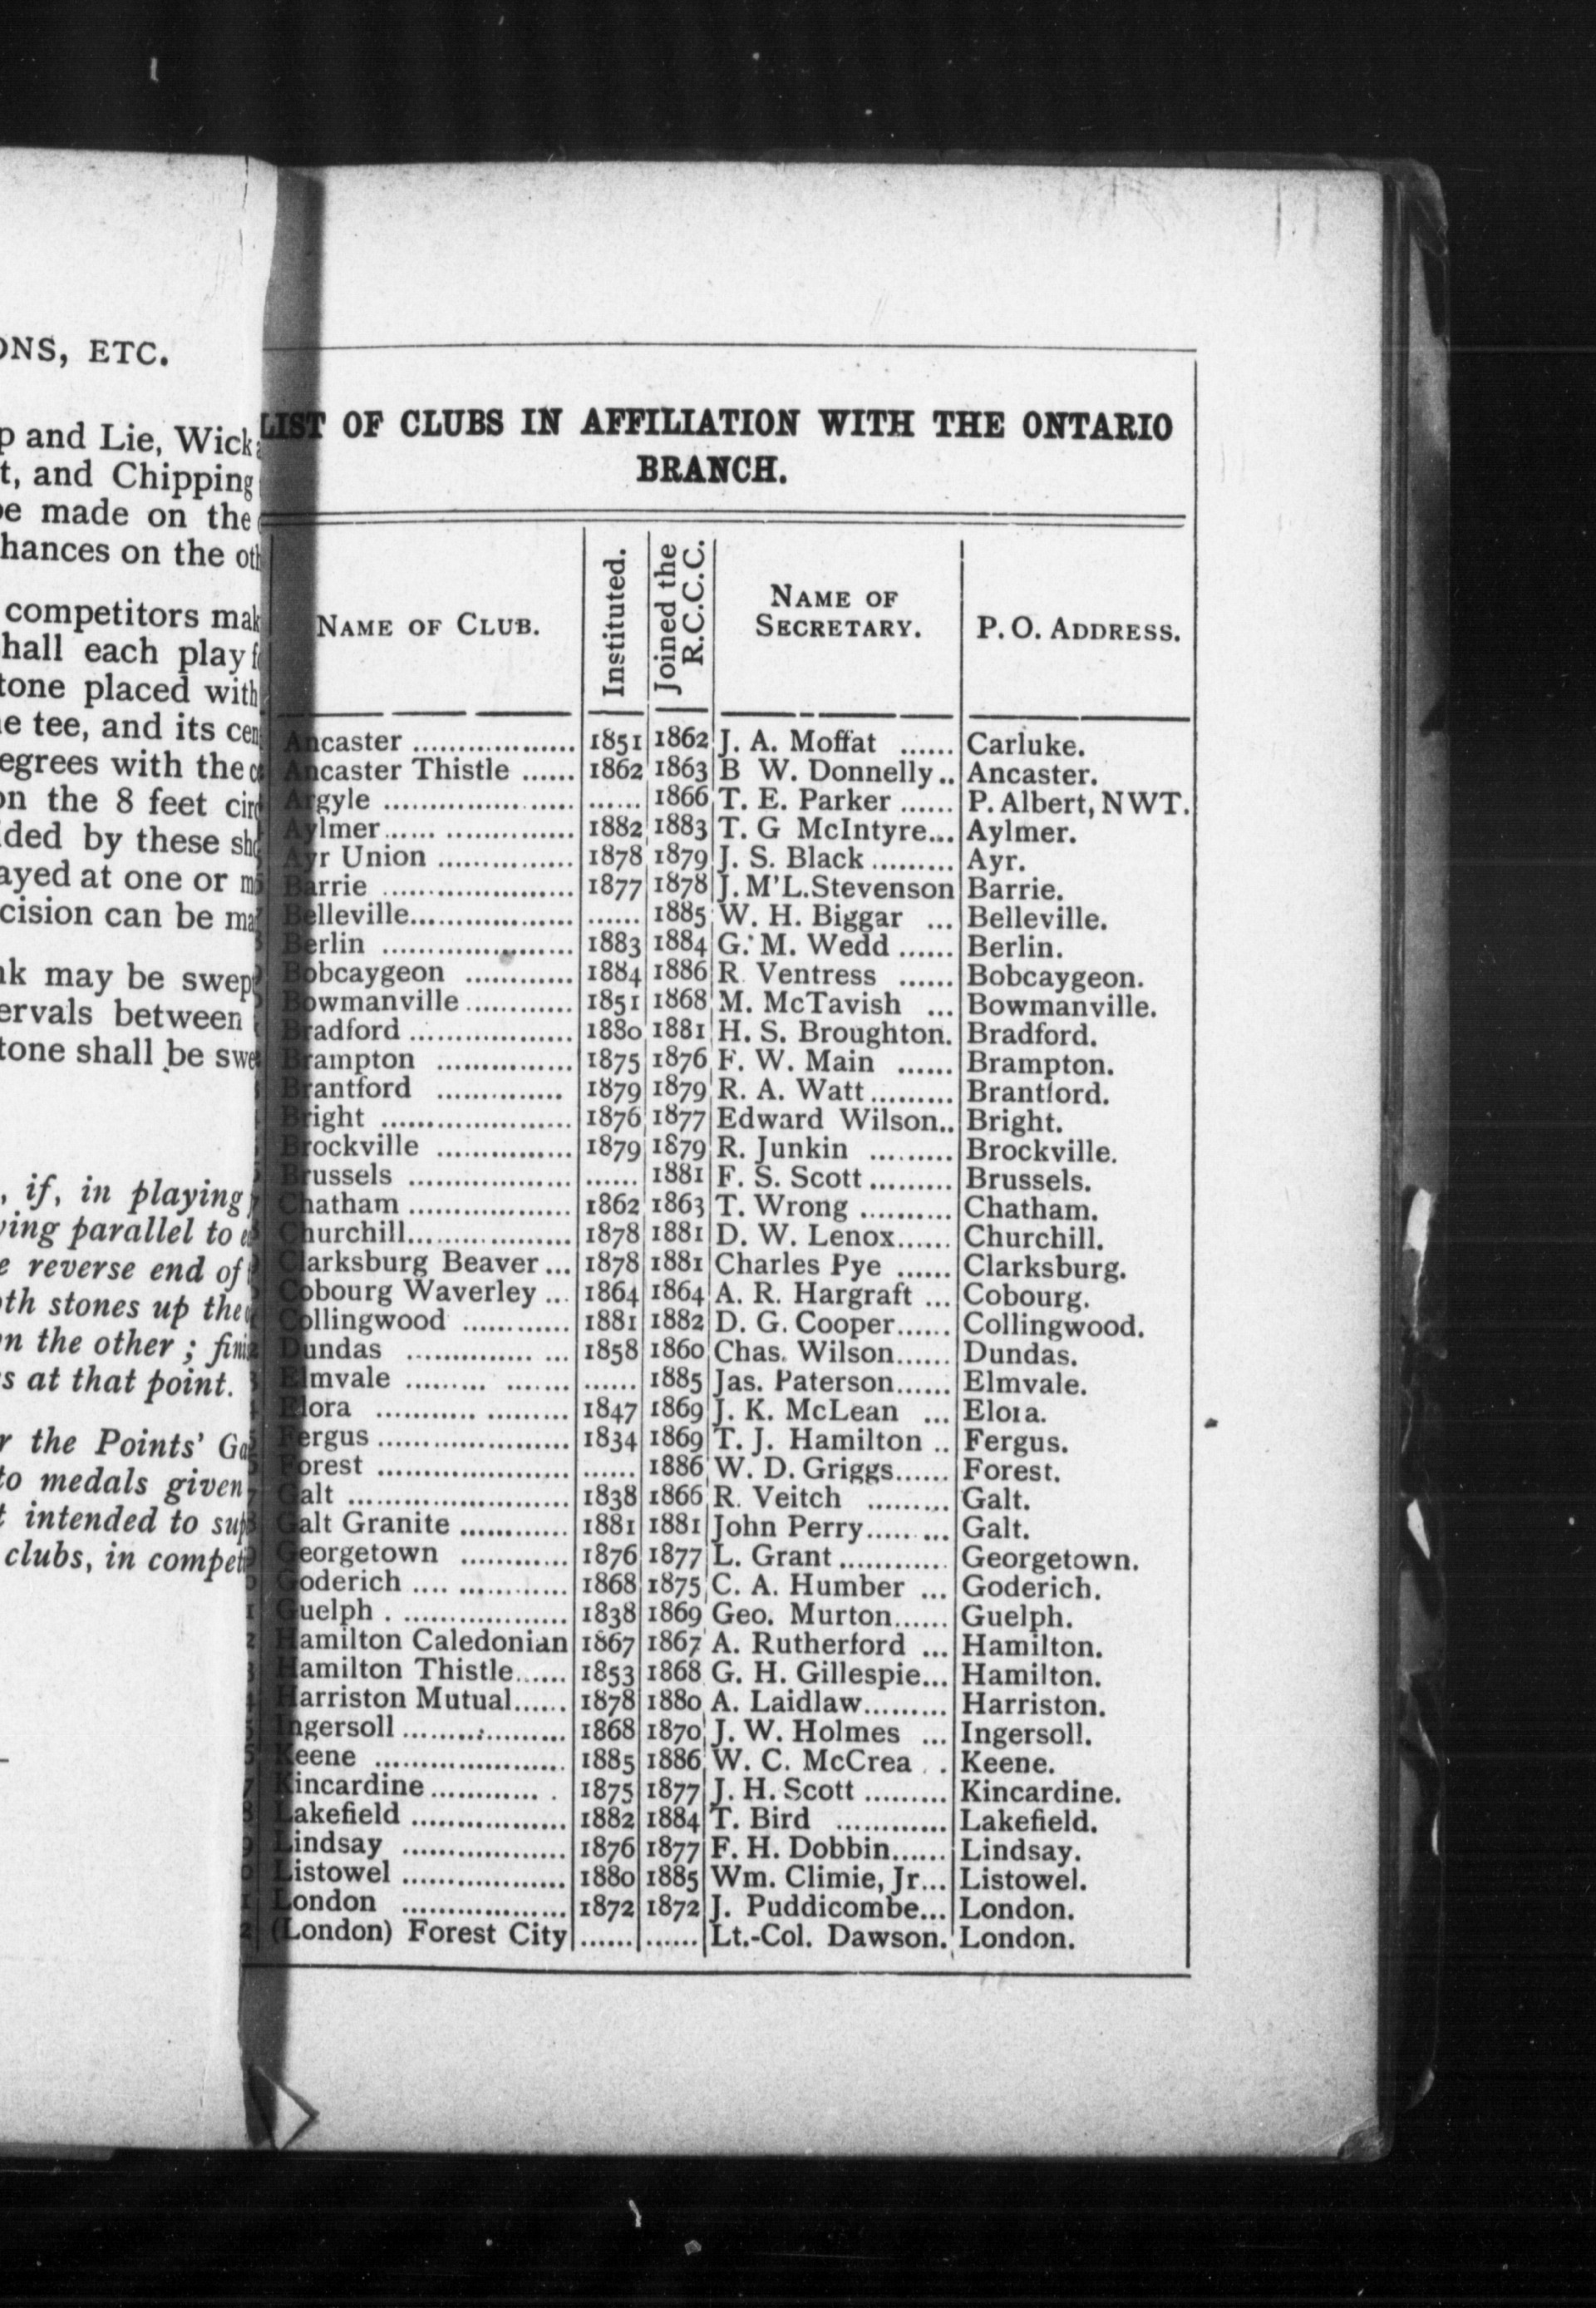 ONS, ETC.
p and Lie, Wick
t, and Chipping
be made on the
hances on the oth
competitors mak
hall each play
tone placed with
e tee, and its cen
egrees with the
on the 8 feet circ
ded by these
ayed at one or
cision can be
nk may be swept
ervals between
tone shall be swe
, if, in playing
ying parallel to
e reverse end of
oth stones up the
on the other ; fini
s at that point.
r the Points' Ga
to medals given
t intended to sup
clubs, in compet
LIST OF CLUBS IN AFFILIATION WITH THE ONTARIO
BRANCH.
NAME OF CLUB. Instituted. Joined the R.C.C.C. NAME OF SECRETARY. P. O. ADDRESS.
Ancaster .................. 1851 1862 J. A. Moffat ...... Carluke.
Ancaster Thistle ...... 1862 1863 B W. Donnelly.. Ancaster.
Argyle ..................... ...... 1866 T. E. Parker ...... P. Albert, NWT.
Aylmer...... .............. 1882 1883 T. G McIntyre... Aylmer.
Ayr Union ............... 1878 1879 J. S. Black ......... Ayr.
Barrie ..................... 1877 1878 J. M'L.Stevenson Barrie.
Belleville.................. ...... 1885 W. H. Biggar ... Belleville.
Berlin ..................... 1883 1884 G. M. Wedd ...... Berlin.
Bobcaygeon ............ 1884 1886 R. Ventress ...... Bobcaygeon.
Bowmanville ............ 1851 1868 M. McTavish ... Bowmanville.
Bradford .................. 1880 1881 H. S. Broughton. Bradford.
Brampton ............... 1875 1876 F. W. Main ...... Brampton.
Brantford .............. 1879 1879 R. A. Watt ......... Brantford.
Bright ..................... 1876 1877 Edward Wilson.. Bright.
Brockville ............... 1879 1879 R. Junkin ......... Brockville.
Brussels .................. ...... 1881 F. S. Scott ......... Brussels.
Chatham .................. 1862 1863 T. Wrong .......... Chatham.
Churchill.................. 1878 1881 D. W. Lenox...... Churchill.
Clarksburg Beaver ... 1878 1881 Charles Pye ...... Clarksburg.
Cobourg Waverley ... 1864 1864 A. R. Hargraft ... Cobourg.
Collingwood ............ 1881 1882 D. G. Cooper...... Collingwood.
Dundas .............. ... 1858 1860 Chas. Wilson...... Dundas.
Elmvale ......... ........ ...... 1885 Jas. Paterson...... Elmvale.
Elora ........... ......... 1847 1869 J. K. McLean ... Elora.
Fergus ..................... 1834 1869 T. J. Hamilton .. Fergus.
Forest ..................... ...... 1886 W. D. Griggs...... Forest.
Galt ........................ 1838 1866 R. Veitch ......... Galt.
Galt Granite ............ 1881 1881 John Perry......... Galt.
Georgetown ............ 1876 1877 L. Grant ............ Georgetown.
Goderich .... ............ 1868 1875 C. A. Humber ... Goderich.
Guelph . .................. 1838 1869 Geo. Murton...... Guelph.
Hamilton Caledonian 1867 1867 A. Rutherford ... Hamilton.
Hamilton Thistle...... 1853 1868 G. H. Gillespie... Hamilton.
Harriston Mutual...... 1878 1880 A. Laidlaw......... Harriston.
Ingersoll .................. 1868 1870 J. W. Holmes ... Ingersoll.
Keene ..................... 1885 1886 W. C. McCrea . . Keene.
Kincardine ............ . 1875 1877 J. H. Scott ......... Kincardine.
Lakefield ................. 1882 1884 T. Bird ............ Lakefield.
Lindsay .................. 1876 1877 F. H. Dobbin...... Lindsay.
Listowel .................. 1880 1885 Wm. Climie, Jr... Listowel.
London .................. 1872 1872 J. Puddicombe... London.
(London) Forest City ...... ...... Lt.-Col. Dawson. London.